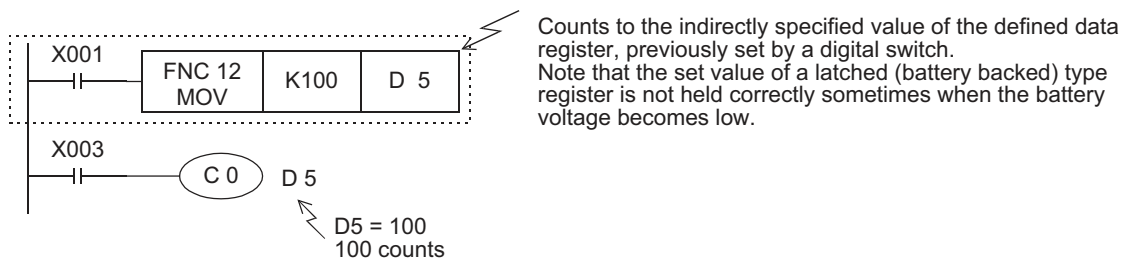 Counts to the indirectly specified value of the defined data
register, previously set by a digital switch.
Note that the set value of a latched (battery backed) type
register is not held correctly sometimes when the battery
voltage becomes low.
X001
FNC 12
MOV
K100
D 5
X003
C 0
D 5
D5 = 100
100 counts